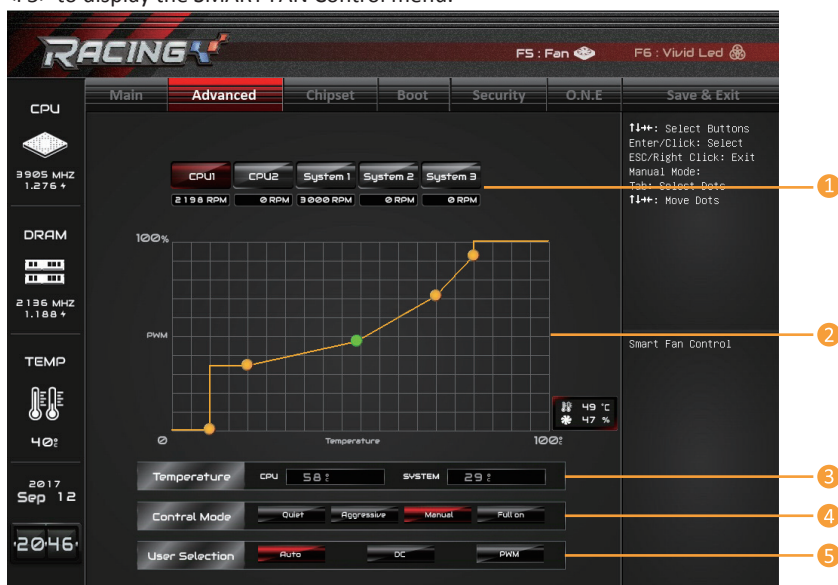 <F5> to display the SMART FAN Control menu.
RACING
F5 : Fan
F6 : Vivid Led
Main Advanced Chipset Boot Security O.N.E Save & Exit
CPU
3905 MHZ
1.276
DRAM
2136 MHZ
1.188
TEMP
40
2017
Sep 12
20:46
CPU1 CPU2 System 1 System 2 System 3
2198 RPM 0 RPM 3000 RPM 0 RPM 0 RPM
100%
PWM
0
Temperature
100
49 °C
47 %
Temperature CPU 58 SYSTEM 29
Contral Mode Quiet Aggressive Manual Full on
User Selection Auto DC PWM
: Select Buttons
Enter/Click: Select
ESC/Right Click: Exit
Manual Mode:
Tab: Select Dots
: Move Dots
Smart Fan Control
1
2
3
4
5